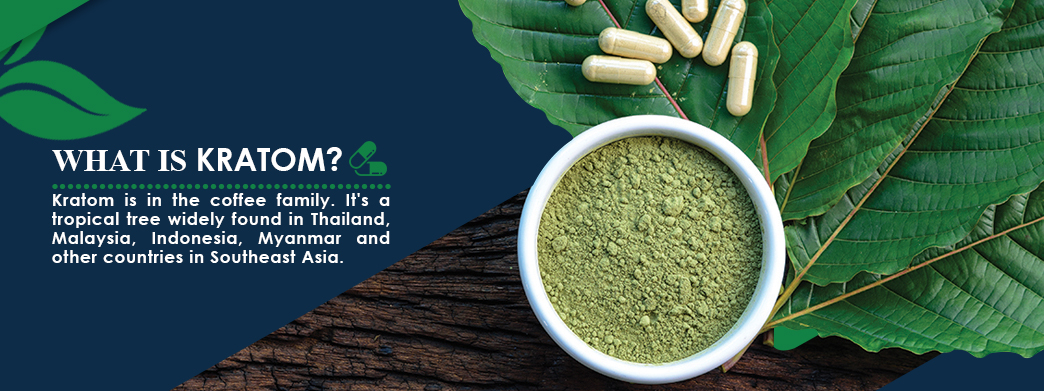 WHAT IS KRATOM?
Kratom is in the coffee family. It's a
tropical tree widely found in Thailand,
Malaysia, Indonesia, Myanmar and
other countries in Southeast Asia.